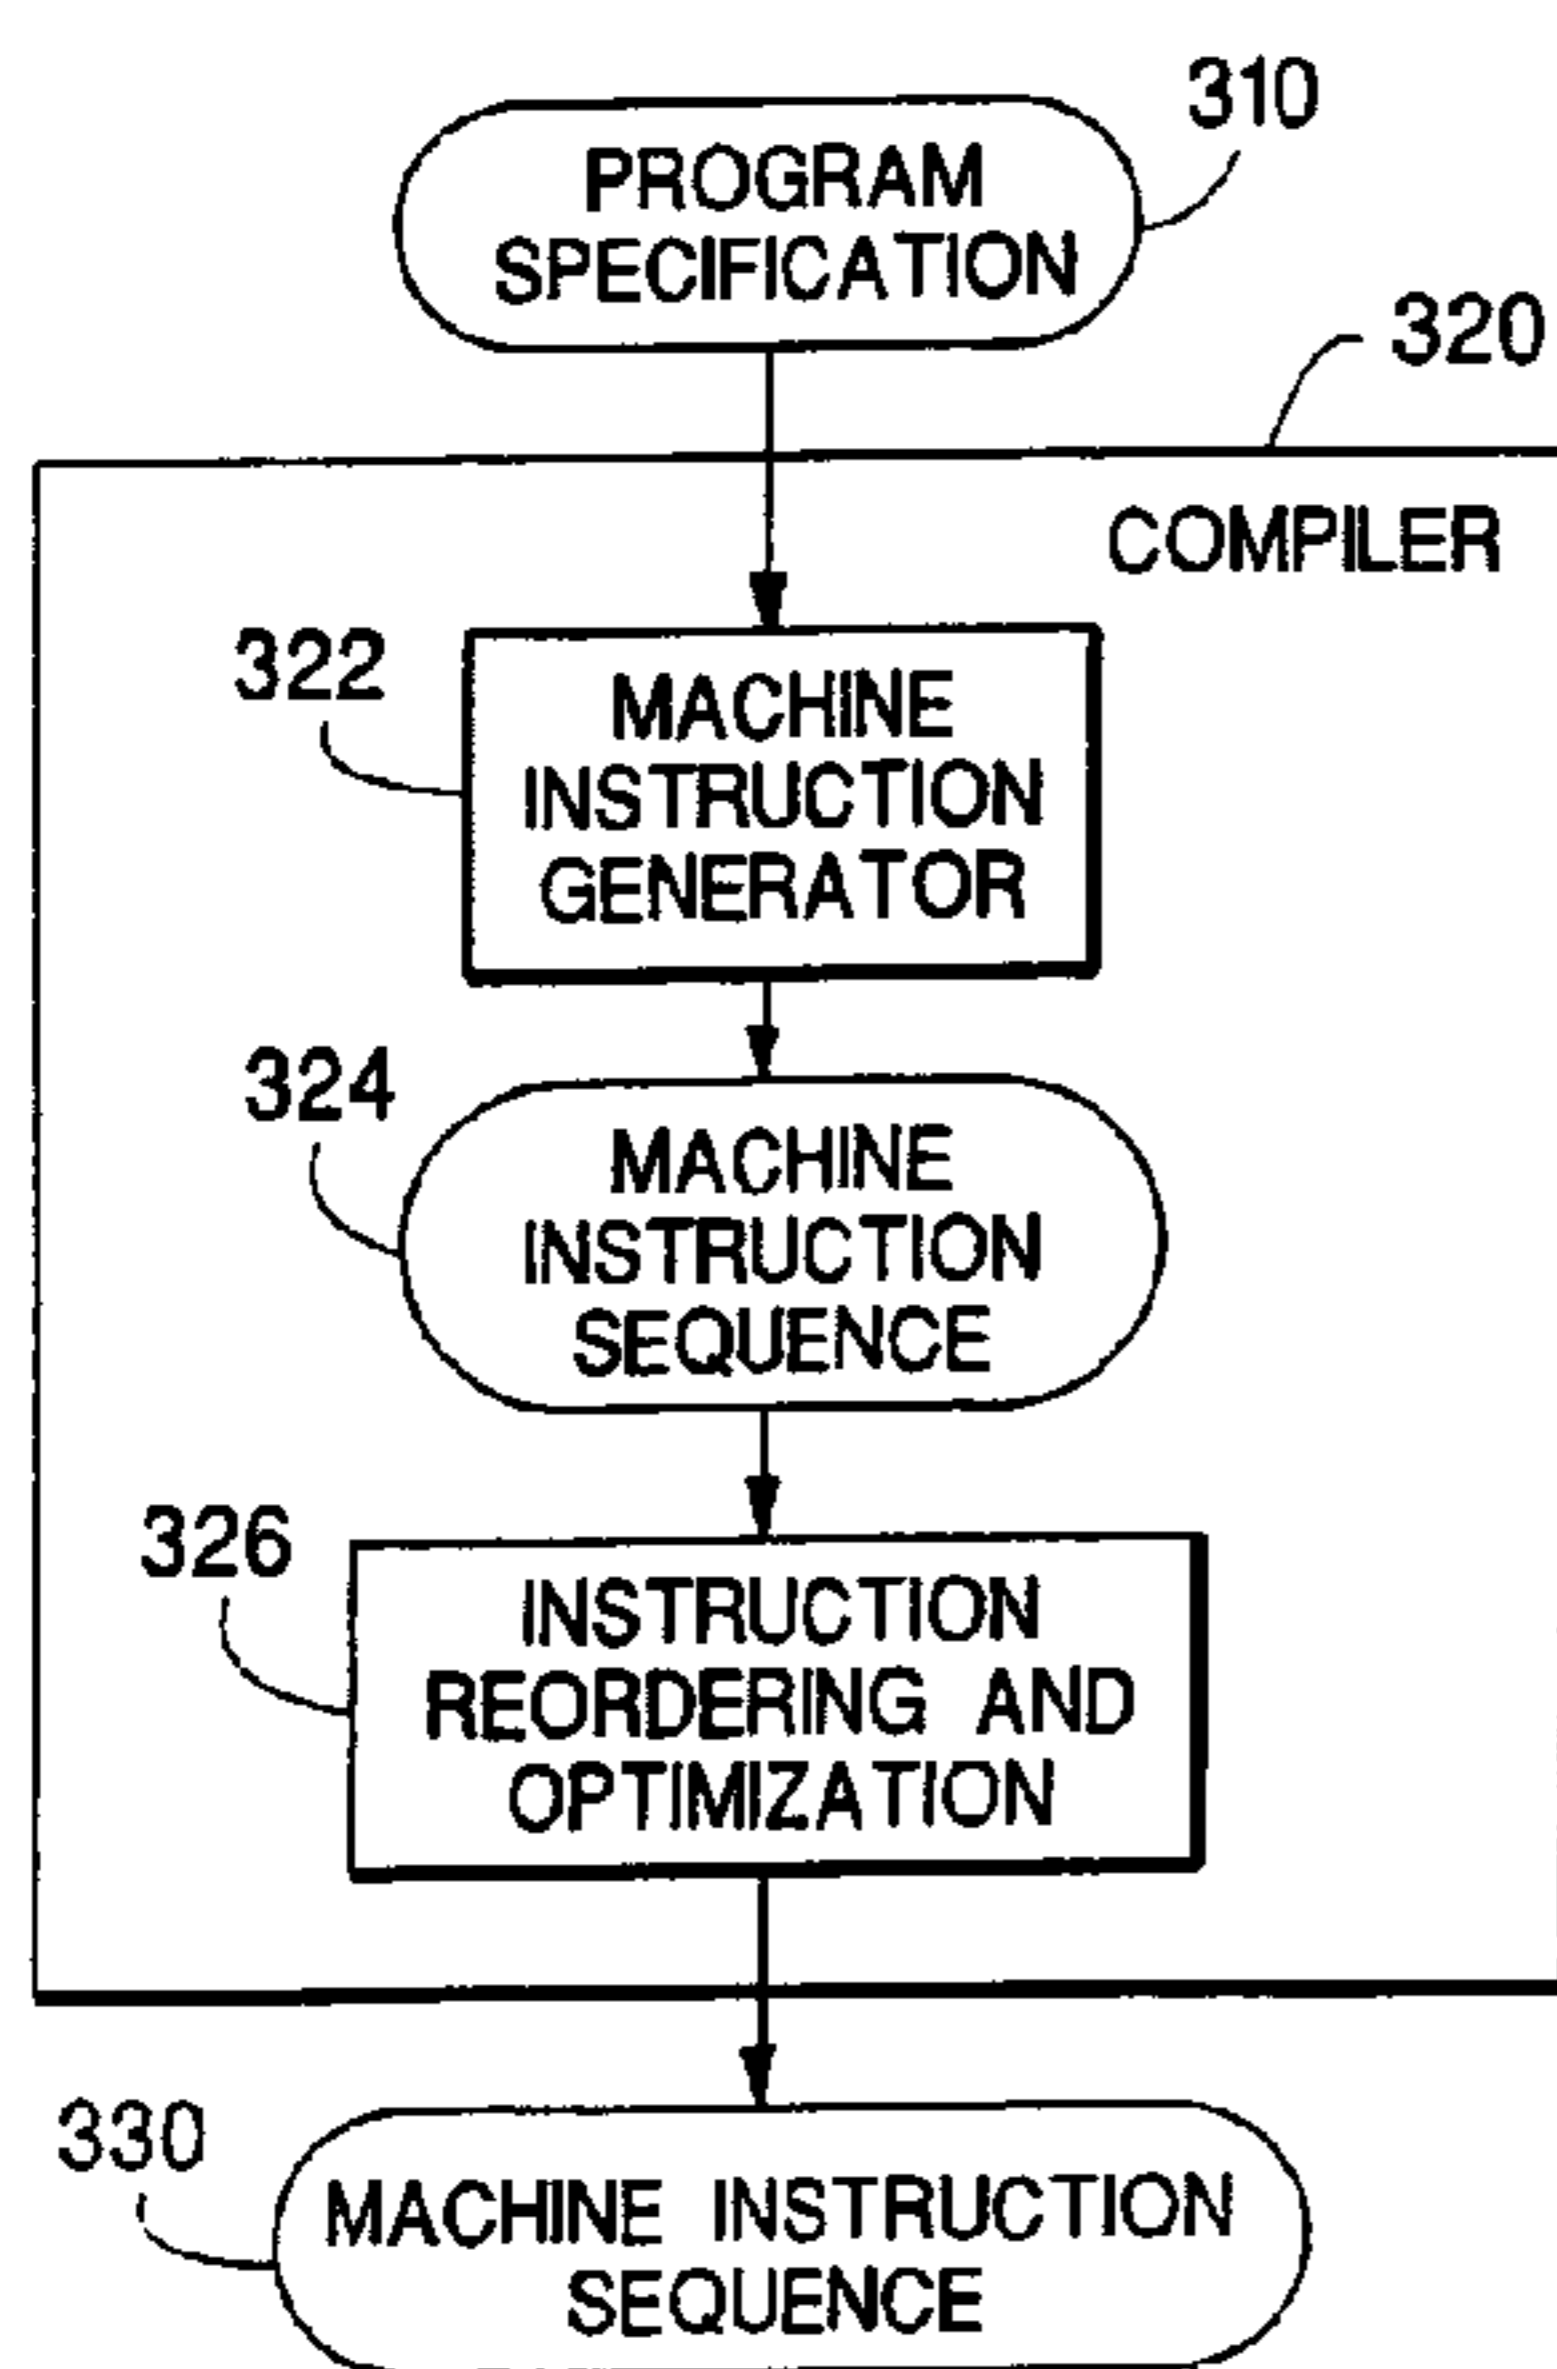 310
PROGRAM
SPECIFICATION
320
COMPILER
322
MACHINE
INSTRUCTION
GENERATOR
324
MACHINE
INSTRUCTION
SEQUENCE
326
INSTRUCTION
REORDERING AND
OPTIMIZATION
330
MACHINE INSTRUCTION
SEQUENCE